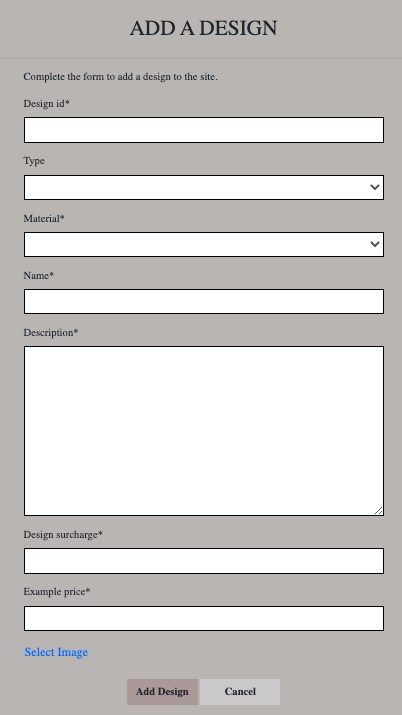 ADD A DESIGN
Complete the form to add a design to the site.
Design id*
Type
Material*
Name*
Description*
Design surcharge*
Example price*
Select Image
Add Design
Cancel